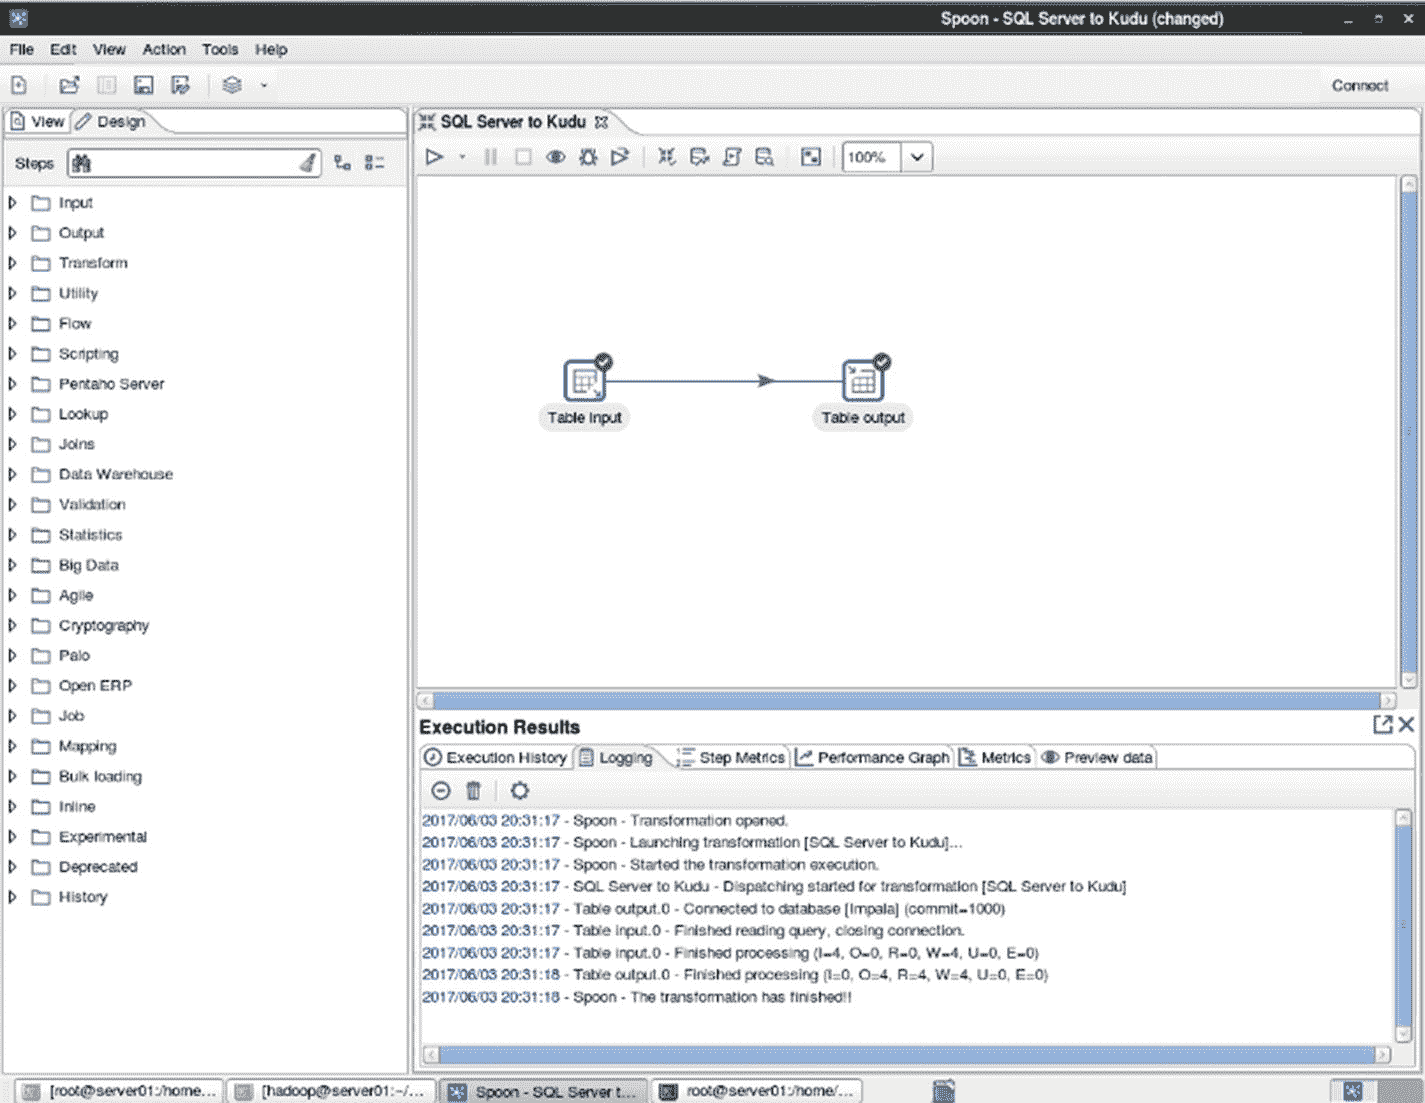 Spoon - SQL Server to Kudu (changed)
File Edit View Action Tools Help
Connect
View Design
Steps
Input
Output
Transform
Utility
Flow
Scripting
Pentaho Server
Lookup
Joins
Data Warehouse
Validation
Statistics
Big Data
Agile
Cryptography
Palo
Open ERP
Job
Mapping
Bulk loading
Inline
Experimental
Deprecated
History
SQL Server to Kudu
100%
Table input Table output
Execution Results
Execution History Logging Step Metrics Performance Graph Metrics Preview data
2017/06/03 20:31:17 - Spoon - Transformation opened.
2017/06/03 20:31:17 - Spoon - Launching transformation [SQL Server to Kudu]...
2017/06/03 20:31:17 - Spoon - Started the transformation execution.
2017/06/03 20:31:17 - SQL Server to Kudu - Dispatching started for transformation [SQL Server to Kudu]
2017/06/03 20:31:17 - Table output.0 - Connected to database [Impala] (commit=1000)
2017/06/03 20:31:17 - Table input.0 - Finished reading query, closing connection.
2017/06/03 20:31:17 - Table input.0 - Finished processing (I=4, O=0, R=0, W=4, U=0, E=0)
2017/06/03 20:31:18 - Table output.0 - Finished processing (I=0, O=4, R=4, W=4, U=0, E=0)
2017/06/03 20:31:18 - Spoon - The transformation has finished!!
[root@server01:/home... [hadoop@server01:~/... Spoon - SQL Server t... root@server01:/home/...